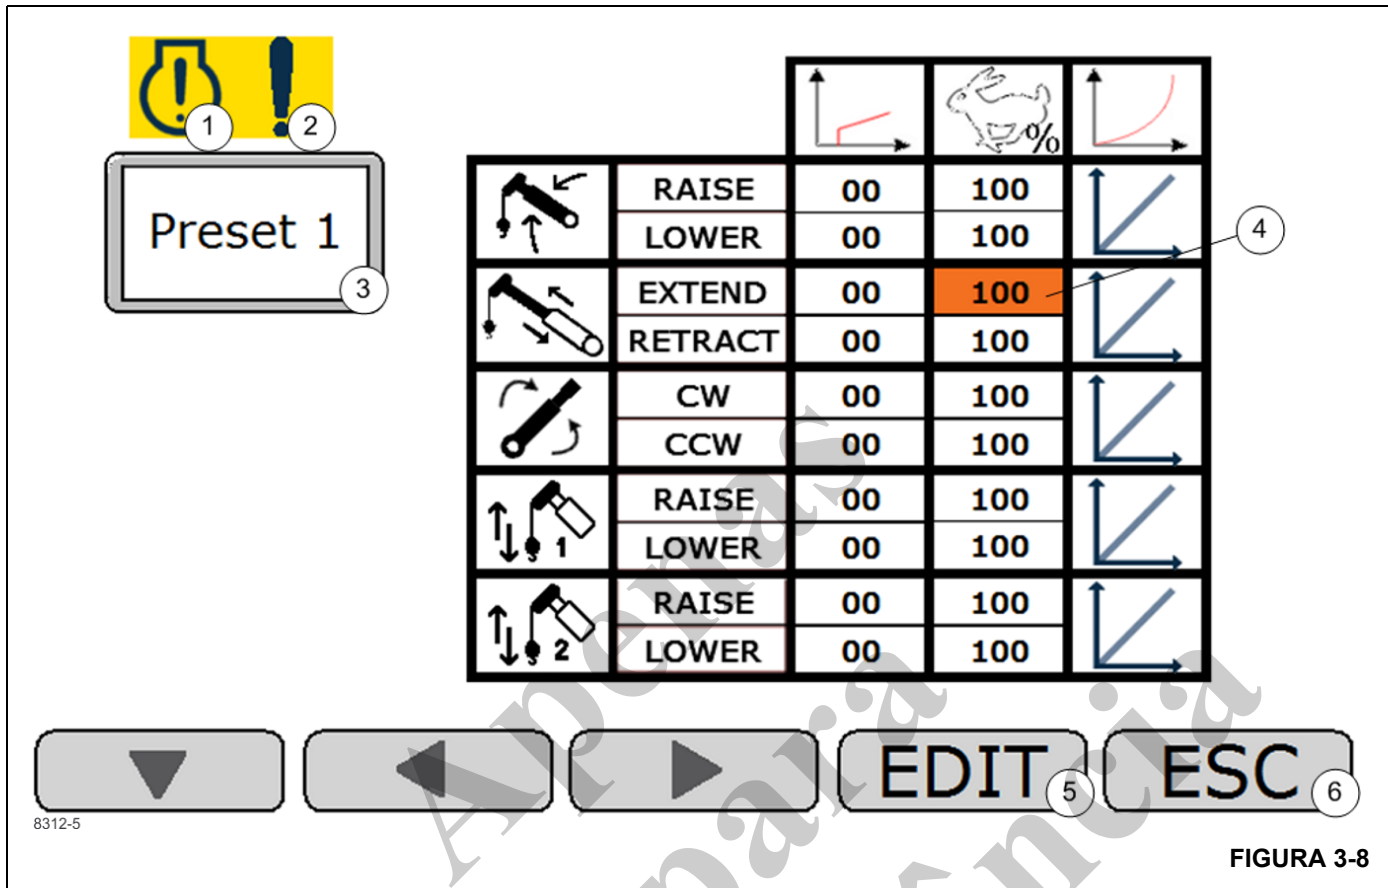 1 2
Preset 1
3
%
RAISE 00 100
LOWER 00 100
4
EXTEND 00 100
RETRACT 00 100
CW 00 100
CCW 00 100
1 RAISE 00 100
LOWER 00 100
2 RAISE 00 100
LOWER 00 100
EDIT 5 ESC 6
8312-5
FIGURA 3-8
Apenas
para